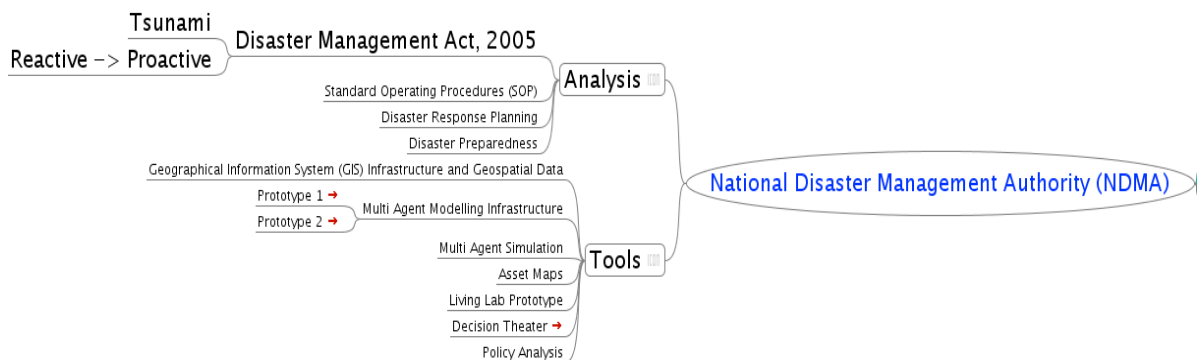 Tsunami
Reactive -> Proactive
Disaster Management Act, 2005
Standard Operating Procedures (SOP)
Disaster Response Planning
Disaster Preparedness
Analysis
Geographical Information System (GIS) Infrastructure and Geospatial Data
Prototype 1 →
Prototype 2 →
Multi Agent Modelling Infrastructure
Multi Agent Simulation
Asset Maps
Living Lab Prototype
Decision Theater →
Policy Analysis
Tools
National Disaster Management Authority (NDMA)